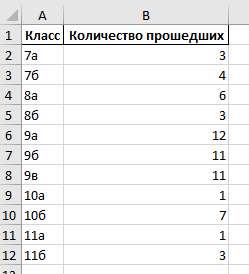 A B
1 Класс Количество прошедших
2 7а 3
3 7б 4
4 8а 6
5 8б 3
6 9а 12
7 9б 11
8 9в 11
9 10а 1
10 10б 7
11 11а 1
12 11б 3